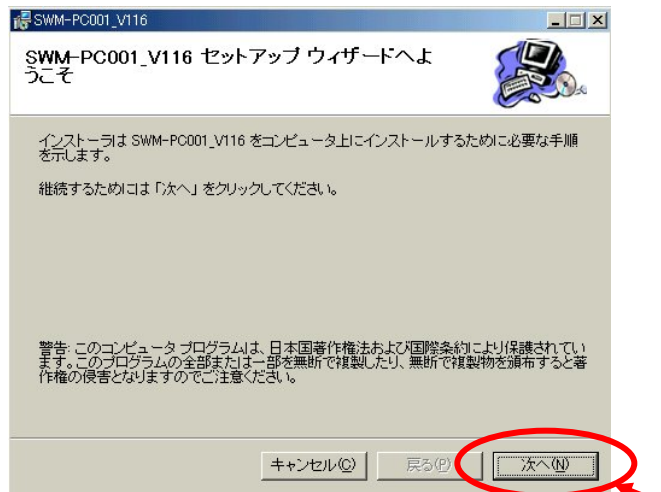 SWM-PC001_V116
SWM-PC001_V116 セットアップ ウィザードへよ
うこそ
インストーラは SWM-PC001_V116 をコンピュータ上にインストールするために必要な手順
を示します。
継続するためには「次へ」をクリックしてください。
警告: このコンピュータ プログラムは、日本国著作権法および国際条約により保護されてい
ます。このプログラムの全部または一部を無断で複製したり、無断で複製物を頒布すると著
作権の侵害となりますのでご注意ください。
キャンセル(C) 戻る(P) 次へ(N)